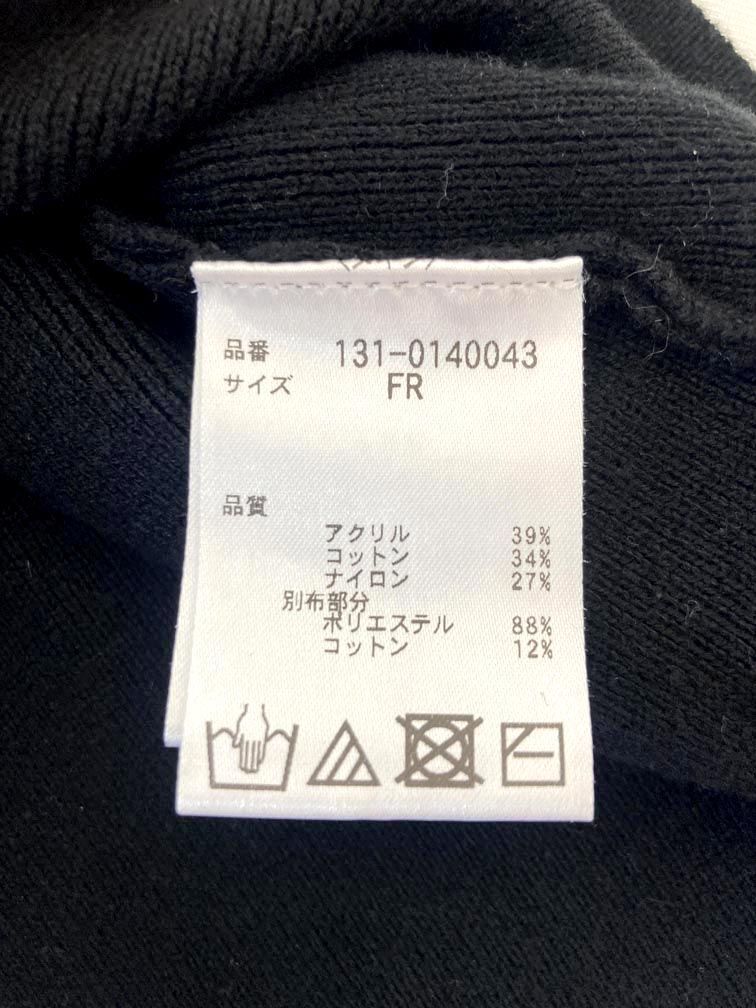 品番 131-0140043
サイズ FR
品質
アクリル 39%
コットン 34%
ナイロン 27%
別布部分
ポリエステル 88%
コットン 12%